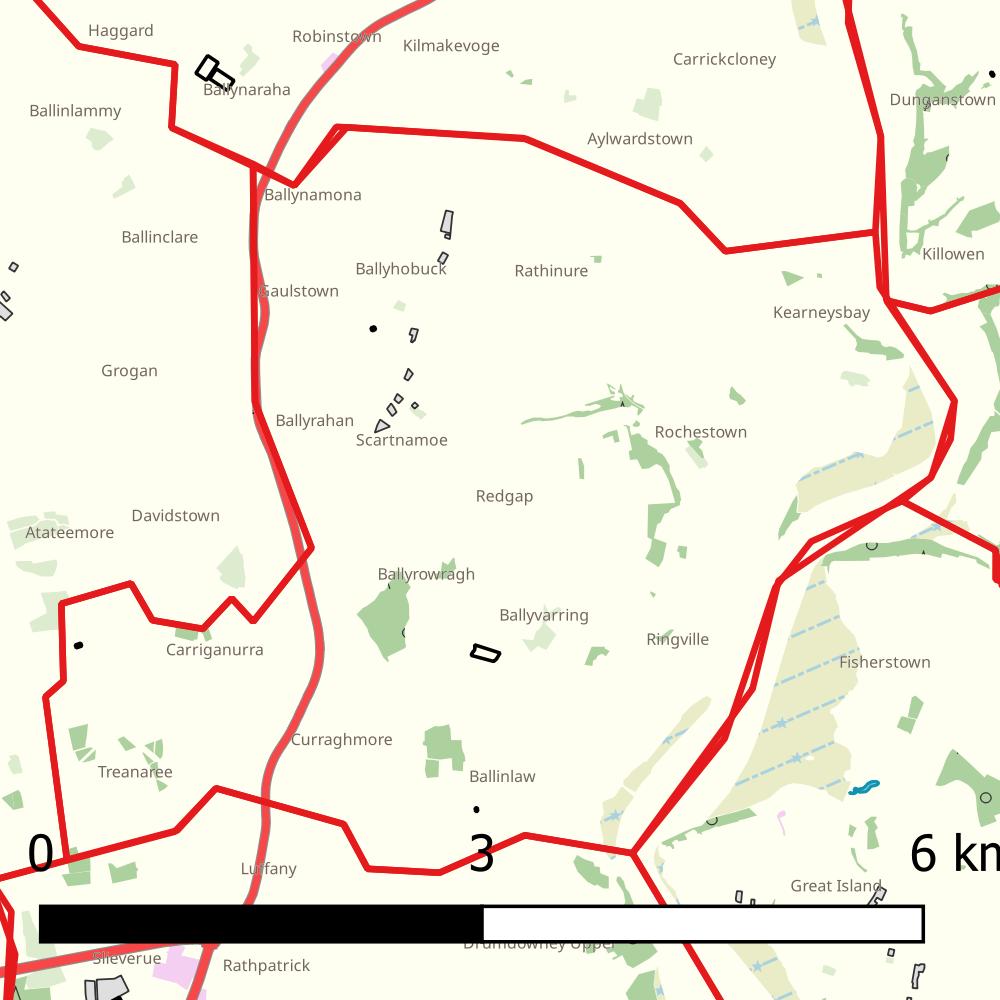 Haggard
Robinstown
Kilmakevoge
Carrickcloney
Ballynaraha
Dunganstown
Ballinlammy
Aylwardstown
Ballynamona
Ballinclare
Killowen
Ballyhobuck
Rathinure
Gaulstown
Kearneysbay
Grogan
Ballyrahan
Rochestown
Scartnamoe
Redgap
Davidstown
Atateemore
Ballyrowragh
Ballyvarring
Ringville
Carriganurra
Fisherstown
Curraghmore
Treanaree
Ballinlaw
0 3 6 km
Luffany
Great Island
Drumdowney Upper
Slieverue
Rathpatrick